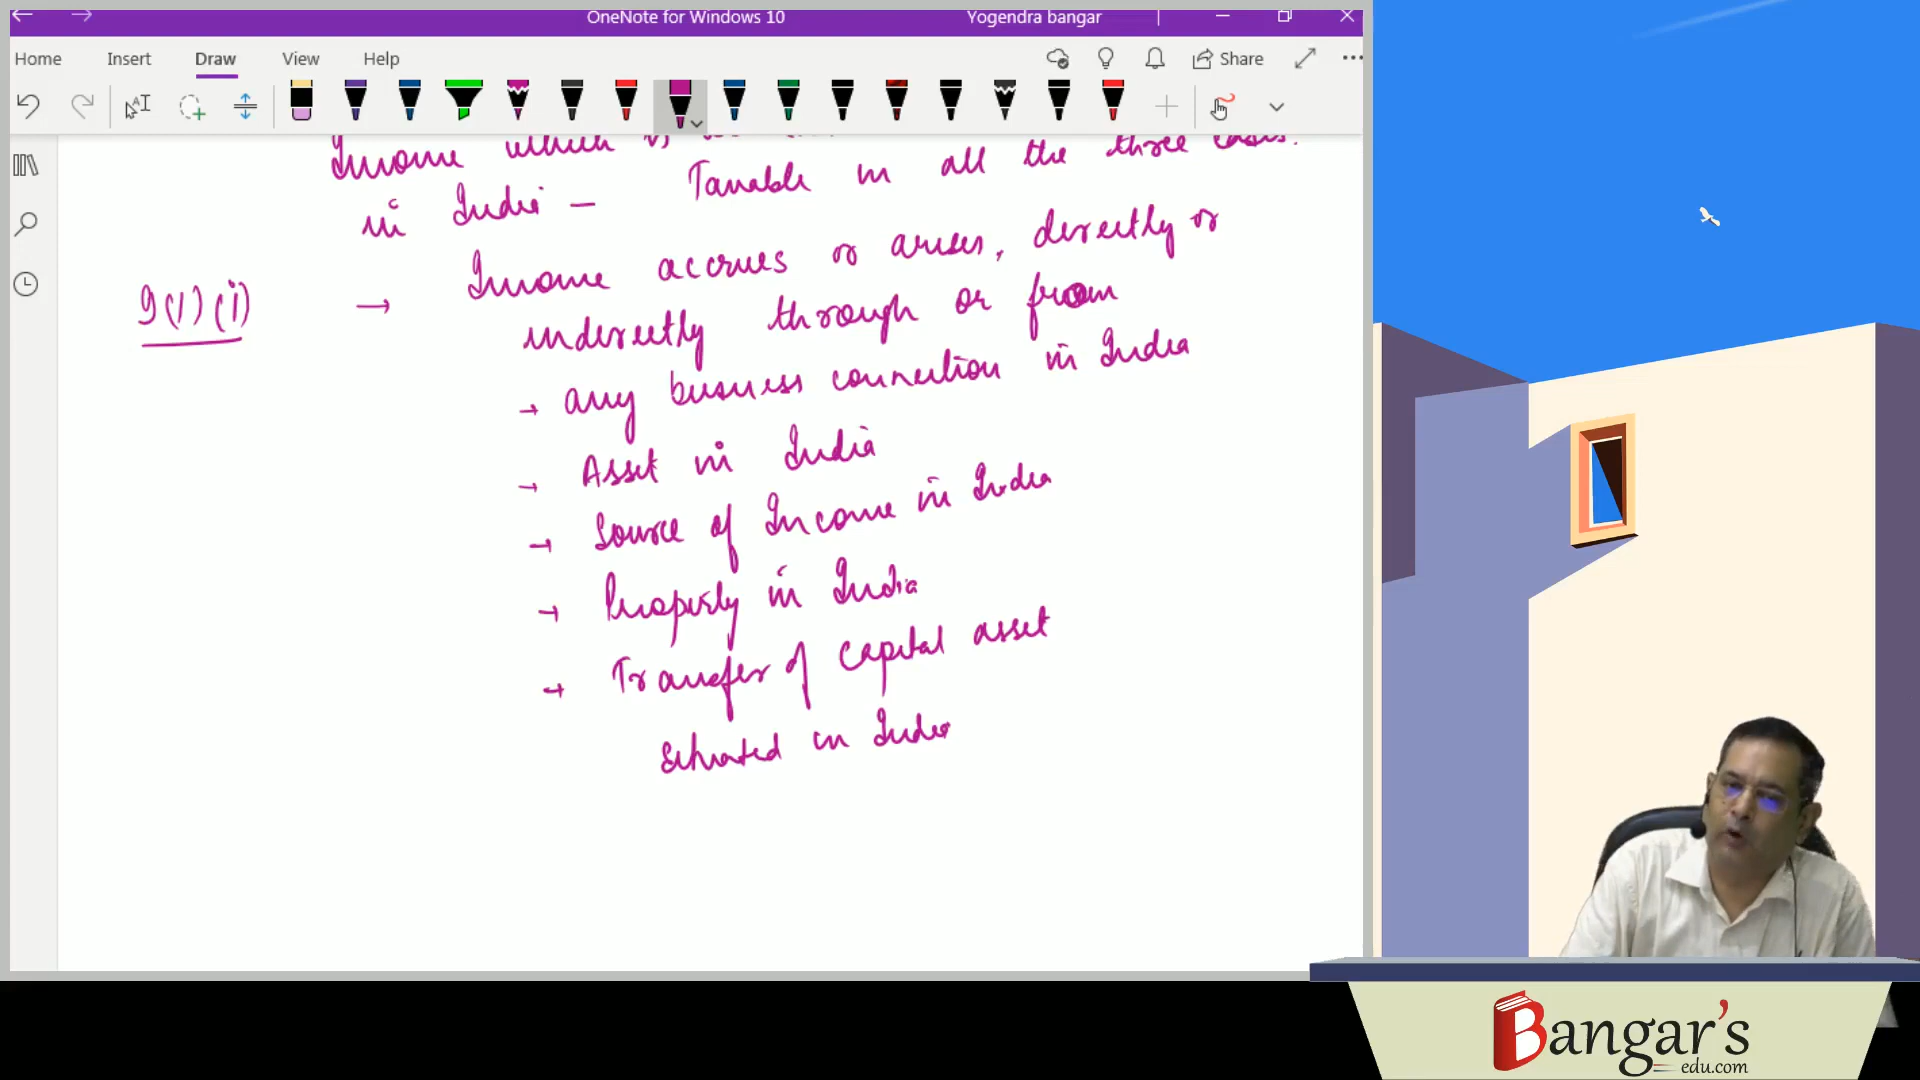 OneNote for Windows 10
Yogendra bangar
Home Insert Draw View Help
Share
Income which is
Taxable in all the three cases.
in India –
9(1)(i) → Income accrues or arises, directly or
indirectly through or from
→ any business connection in India
→ Asset in India
→ Source of Income in India
→ Property in India
→ Transfer of capital asset
situated in India
Bangar's
edu.com